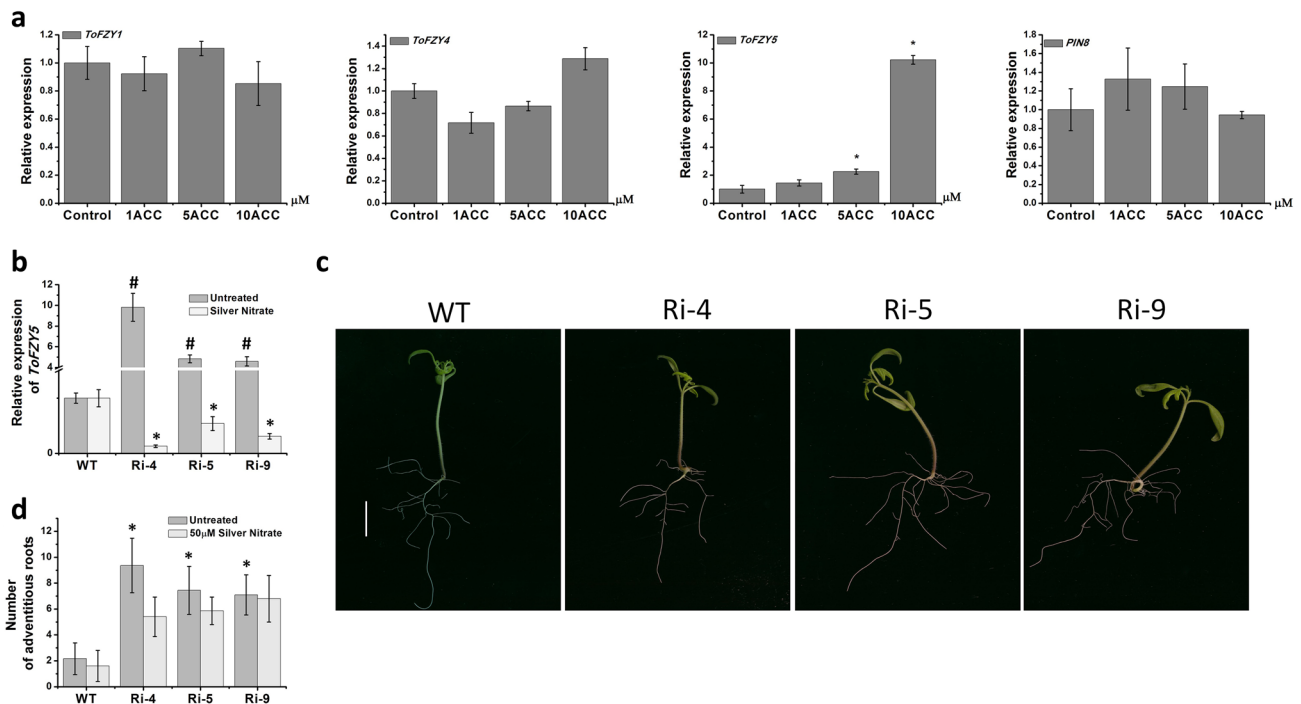 a
ToFZY1
Relative expression
1.2
1.0
0.8
0.6
0.4
0.2
0.0
Control 1ACC 5ACC 10ACC μM
ToFZY4
Relative expression
1.4
1.2
1.0
0.8
0.6
0.4
0.2
0.0
Control 1ACC 5ACC 10ACC μM
ToFZY5
Relative expression
12
10
8
6
4
2
0
*
*
Control 1ACC 5ACC 10ACC μM
PIN8
Relative expression
1.8
1.6
1.4
1.2
1.0
0.8
0.6
0.4
0.2
0.0
Control 1ACC 5ACC 10ACC μM
b
Relative expression
of ToFZY5
12
10
8
6
4
0
Untreated
Silver Nitrate
# # #
* * *
WT Ri-4 Ri-5 Ri-9
c
WT Ri-4 Ri-5 Ri-9
d
Number
of adventitious roots
12
10
8
6
4
2
0
Untreated
50μM Silver Nitrate
* * *
WT Ri-4 Ri-5 Ri-9